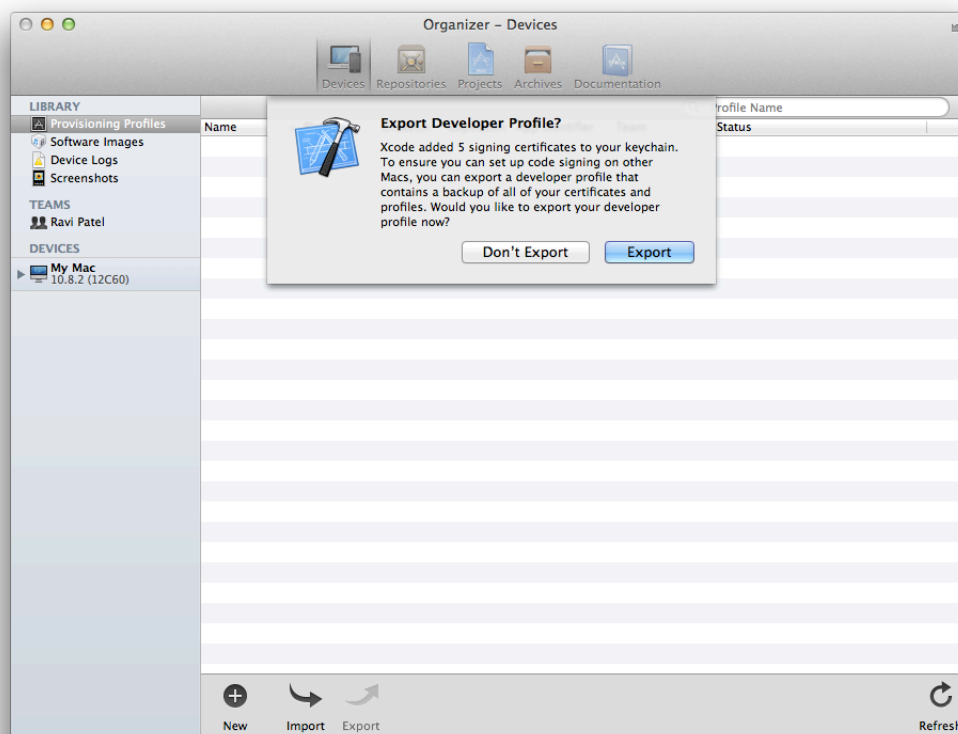 Organizer – Devices
Devices Repositories Projects Archives Documentation
LIBRARY
Provisioning Profiles
Software Images
Device Logs
Screenshots
TEAMS
Ravi Patel
DEVICES
My Mac
10.8.2 (12C60)
Profile Name
Name
Status
Export Developer Profile?
Xcode added 5 signing certificates to your keychain.
To ensure you can set up code signing on other
Macs, you can export a developer profile that
contains a backup of all of your certificates and
profiles. Would you like to export your developer
profile now?
Don't Export Export
New Import Export Refresh